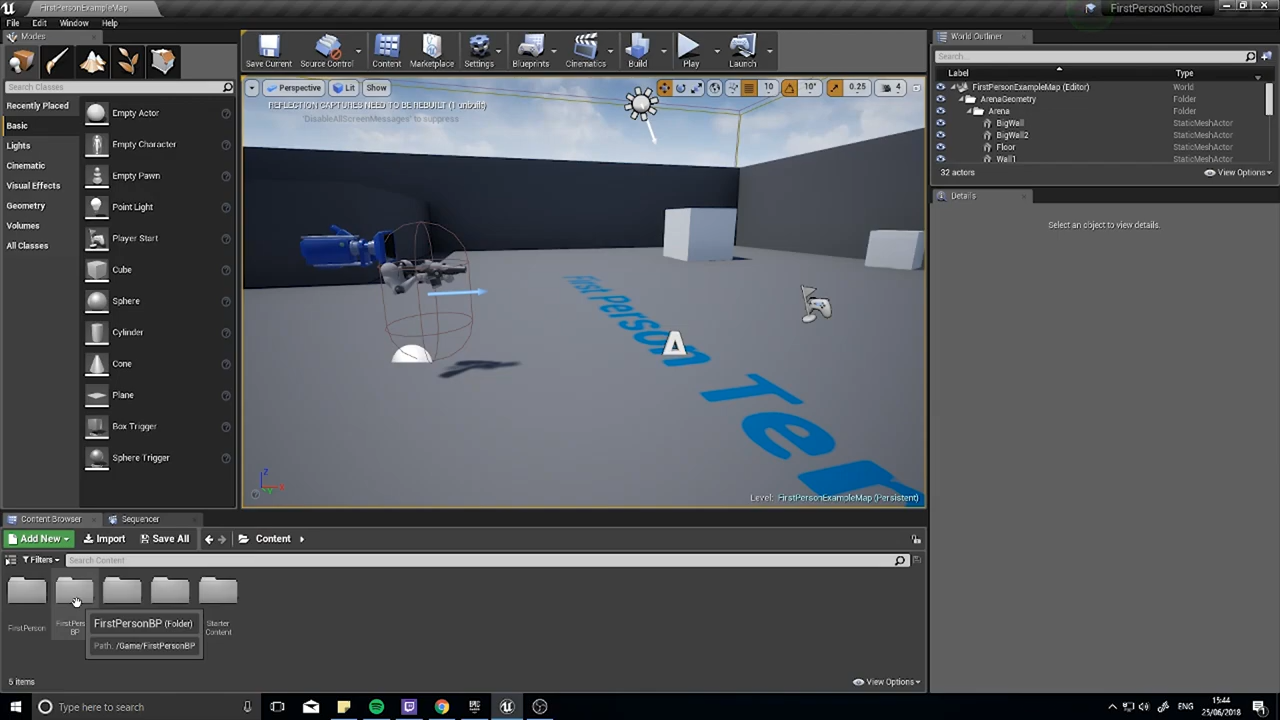 FirstPersonExampleMap
FirstPersonShooter
File Edit Window Help
Modes
Search Classes
Recently Placed
Basic
Lights
Cinematic
Visual Effects
Geometry
Volumes
All Classes
Empty Actor
Empty Character
Empty Pawn
Point Light
Player Start
Cube
Sphere
Cylinder
Cone
Plane
Box Trigger
Sphere Trigger
Save Current
Source Control
Content
Marketplace
Settings
Blueprints
Cinematics
Build
Play
Launch
Perspective Lit Show
10 10° 0.25 4
REFLECTION CAPTURES NEED TO BE REBUILT (1 unbuilt)
'DisableAllScreenMessages' to suppress
First Person Ter
Level: FirstPersonExampleMap (Persistent)
World Outliner
Search...
Label Type
FirstPersonExampleMap (Editor) World
ArenaGeometry Folder
Arena Folder
BigWall StaticMeshActor
BigWall2 StaticMeshActor
Floor StaticMeshActor
Wall1 StaticMeshActor
32 actors View Options
Details
Select an object to view details.
Content Browser Sequencer
Add New Import Save All Content
Filters Search Content
FirstPerson
FirstPers
BP
Starter
Content
FirstPersonBP (Folder)
Path: /Game/FirstPersonBP
5 items View Options
Type here to search
ENG
15:44
25/06/2018